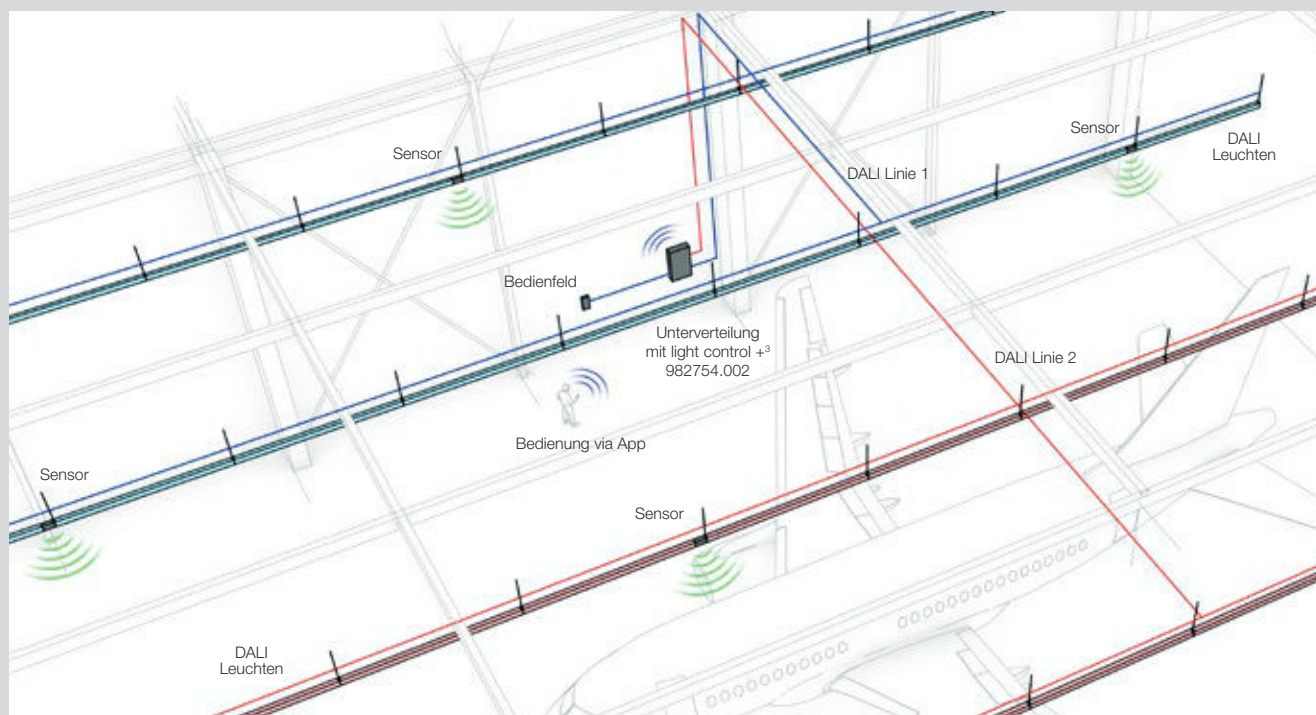 Sensor
DALI
Leuchten
Sensor
DALI Linie 1
Bedienfeld
Unterverteilung
mit light control +³
982754.002
DALI Linie 2
Bedienung via App
Sensor
Sensor
DALI
Leuchten